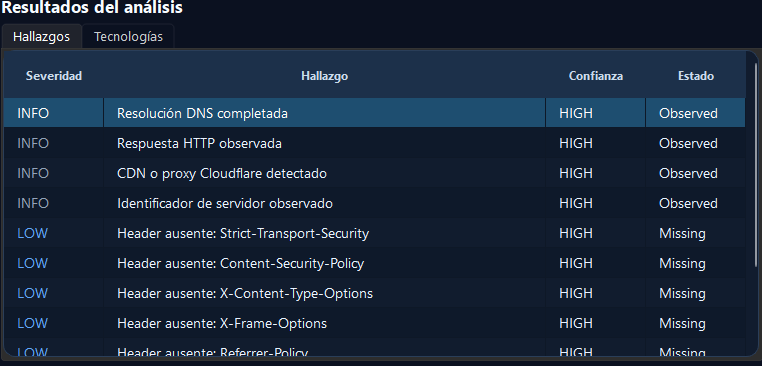 Resultados del análisis
Hallazgos Tecnologías
Severidad Hallazgo Confianza Estado
INFO Resolución DNS completada HIGH Observed
INFO Respuesta HTTP observada HIGH Observed
INFO CDN o proxy Cloudflare detectado HIGH Observed
INFO Identificador de servidor observado HIGH Observed
LOW Header ausente: Strict-Transport-Security HIGH Missing
LOW Header ausente: Content-Security-Policy HIGH Missing
LOW Header ausente: X-Content-Type-Options HIGH Missing
LOW Header ausente: X-Frame-Options HIGH Missing
LOW Header ausente: Referrer-Policy HIGH Missing